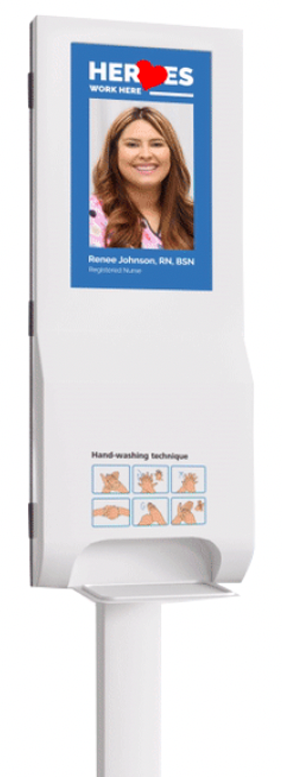 HEROES
WORK HERE
Renee Johnson, RN, BSN
Registered Nurse
Hand-washing technique